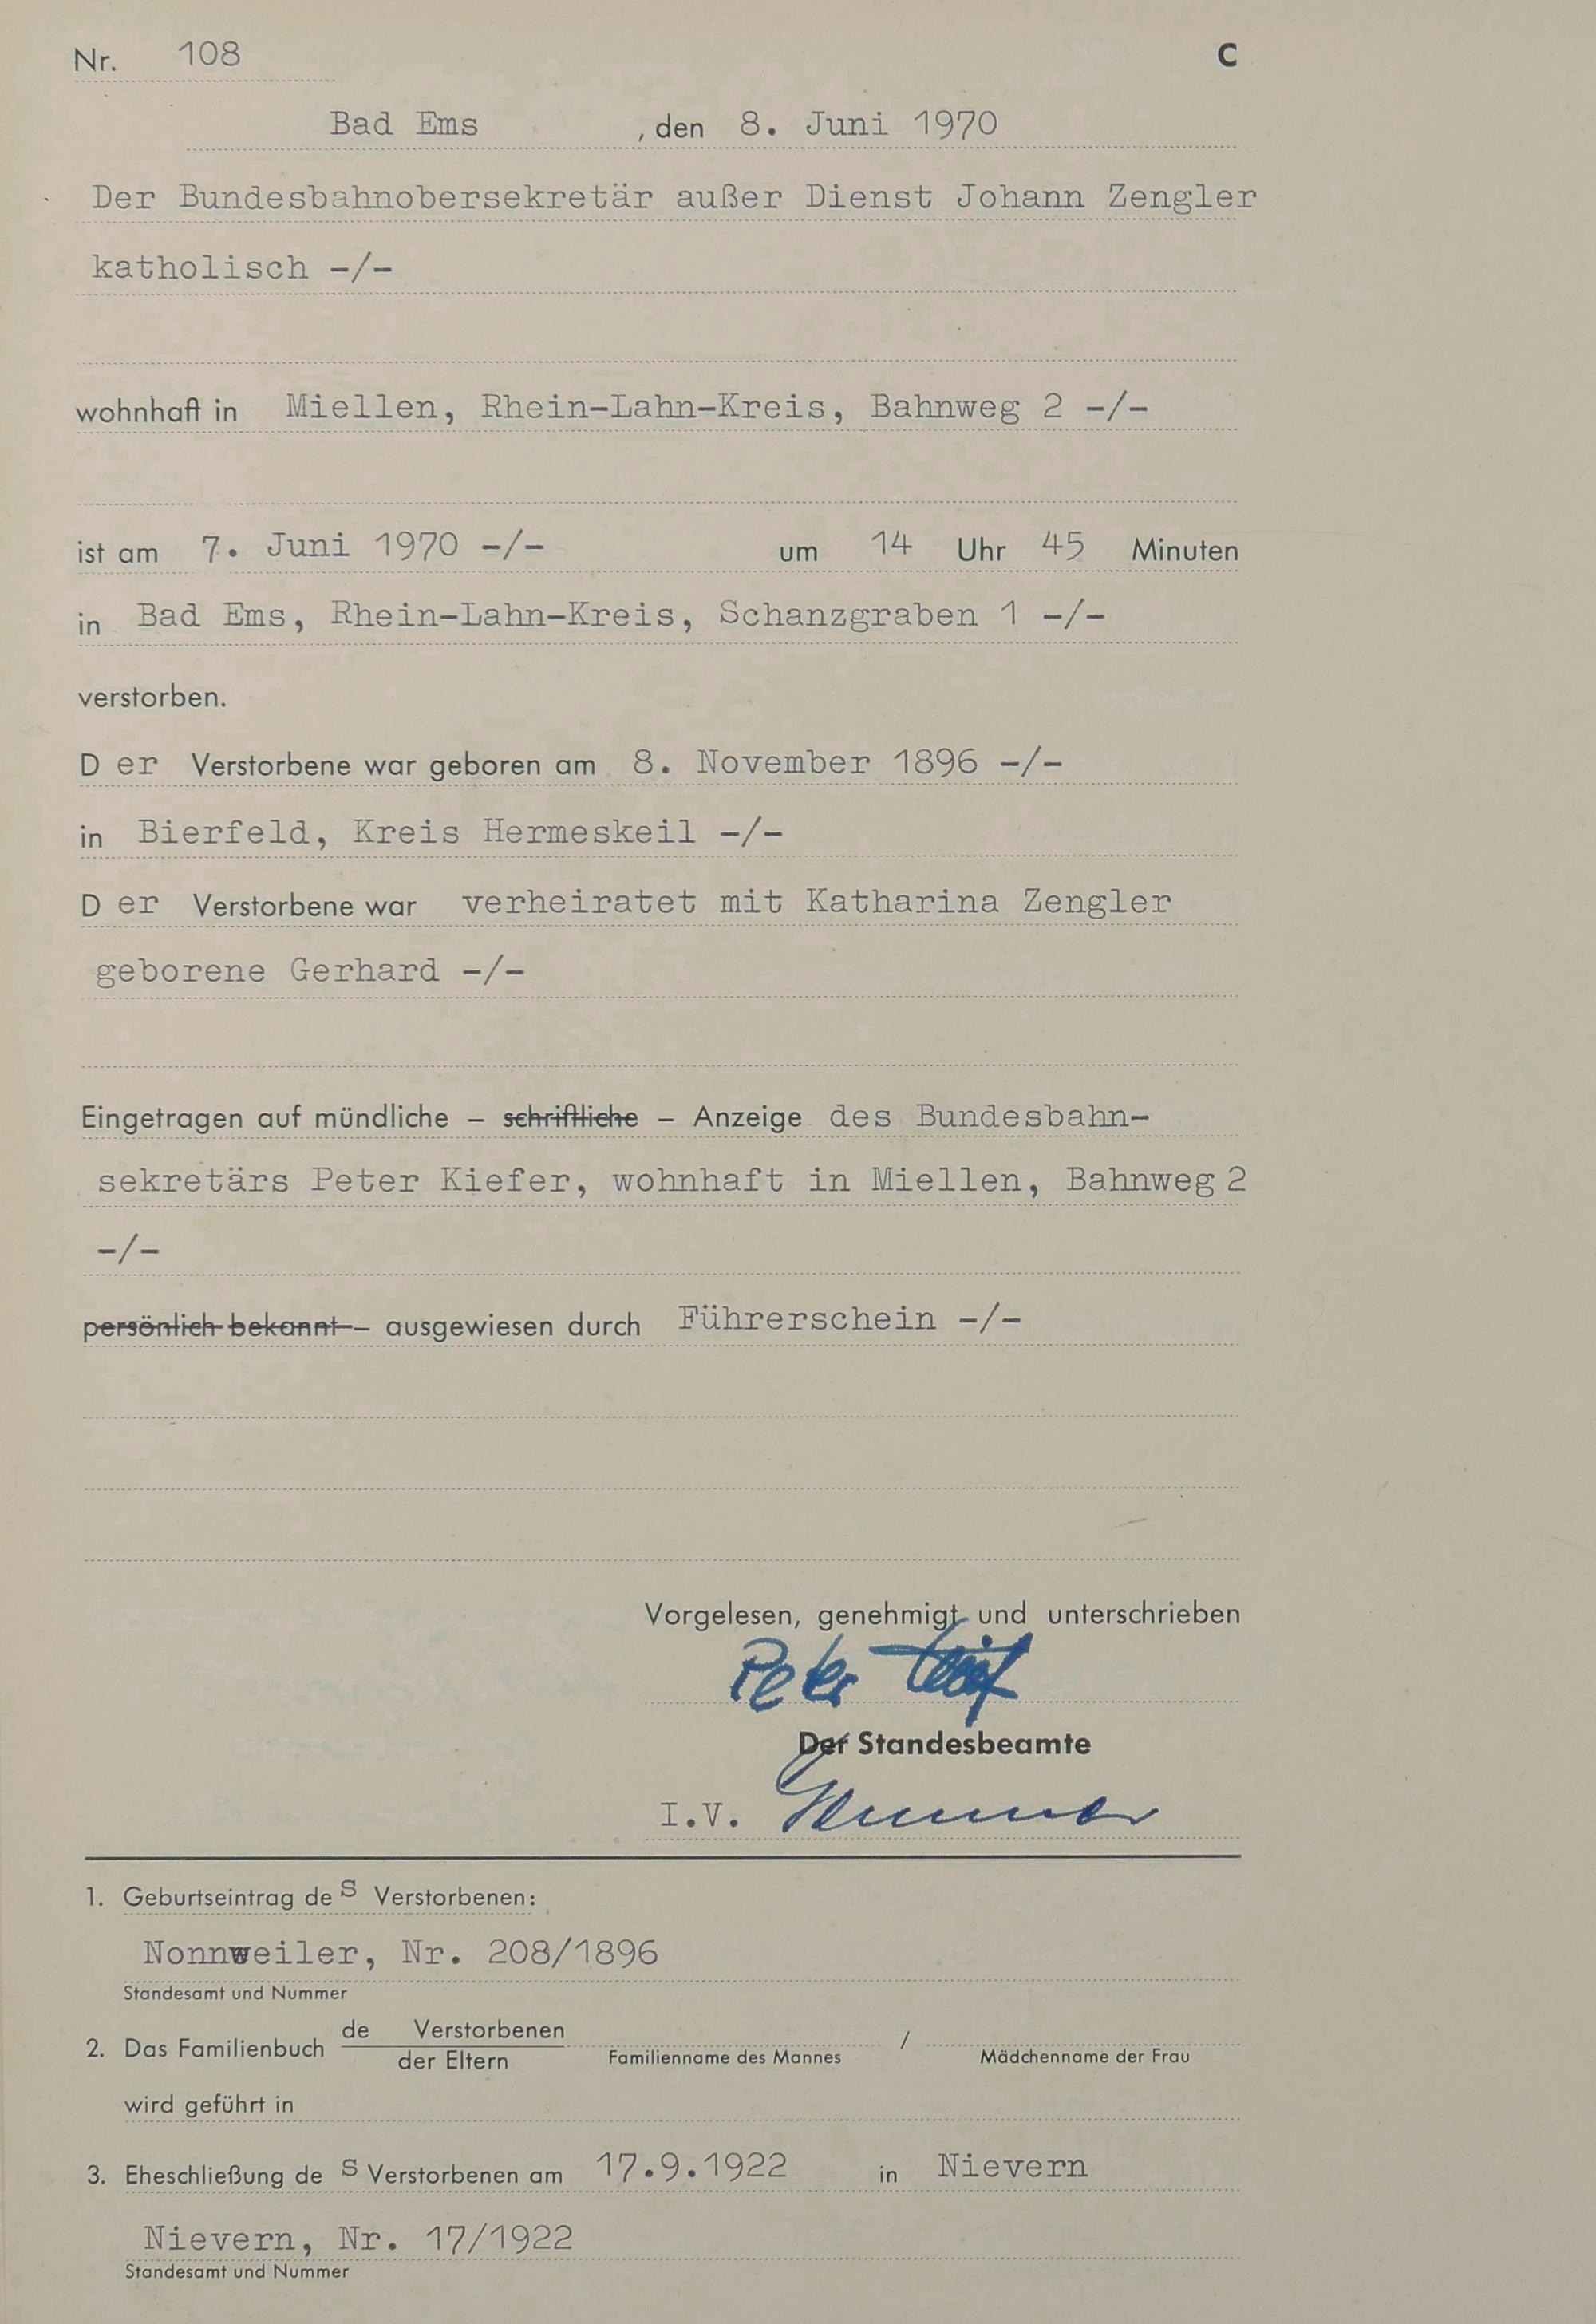 Nr. 108 C
Bad Ems , den 8. Juni 1970
Der Bundesbahnobersekretär außer Dienst Johann Zengler
katholisch -/-
wohnhaft in Miellen, Rhein-Lahn-Kreis, Bahnweg 2 -/-
ist am 7. Juni 1970 -/- um 14 Uhr 45 Minuten
in Bad Ems, Rhein-Lahn-Kreis, Schanzgraben 1 -/-
verstorben.
D er Verstorbene war geboren am 8. November 1896 -/-
in Bierfeld, Kreis Hermeskeil -/-
D er Verstorbene war verheiratet mit Katharina Zengler
geborene Gerhard -/-
Eingetragen auf mündliche – schriftliche – Anzeige des Bundesbahn-
sekretärs Peter Kiefer, wohnhaft in Miellen, Bahnweg 2
-/-
persönlich bekannt – ausgewiesen durch Führerschein -/-
Vorgelesen, genehmigt und unterschrieben
Peter
Der Standesbeamte
I.V.
1. Geburtseintrag de s Verstorbenen:
Nonnweiler, Nr. 208/1896
Standesamt und Nummer
2. Das Familienbuch de Verstorbenen / der Eltern Familienname des Mannes / Mädchenname der Frau
wird geführt in
3. Eheschließung de s Verstorbenen am 17.9.1922 in Nievern
Nievern, Nr. 17/1922
Standesamt und Nummer